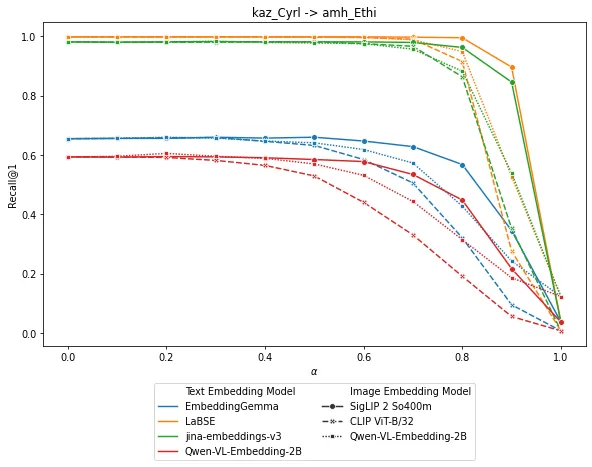 kaz_Cyrl -> amh_Ethi
1.0
0.8
0.6
0.4
0.2
0.0
Recall@1
0.0 0.2 0.4 0.6 0.8 1.0
α
Text Embedding Model
EmbeddingGemma
LaBSE
jina-embeddings-v3
Qwen-VL-Embedding-2B
Image Embedding Model
SigLIP 2 So400m
CLIP ViT-B/32
Qwen-VL-Embedding-2B